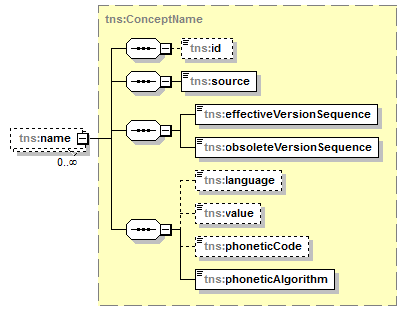 tns:ConceptName
tns:id
tns:source
tns:effectiveVersionSequence
tns:name
0..∞
tns:obsoleteVersionSequence
tns:language
tns:value
tns:phoneticCode
tns:phoneticAlgorithm